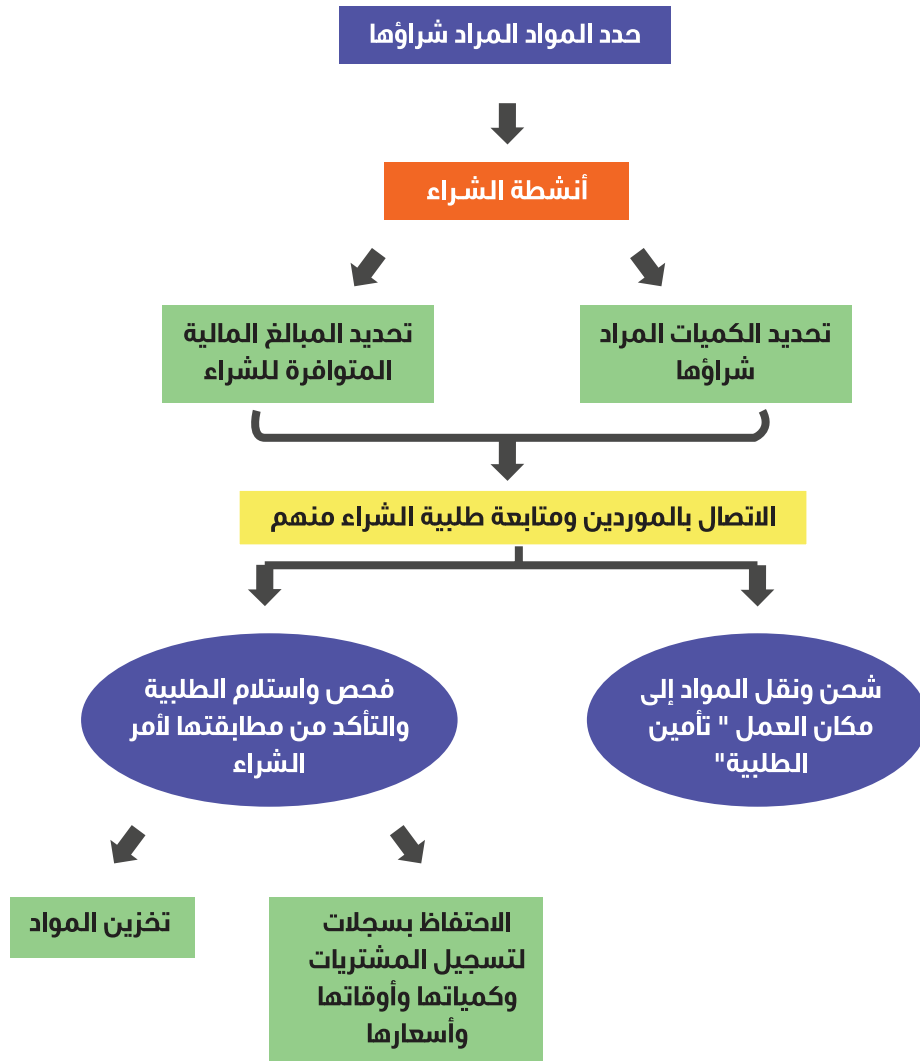 حدد المواد المراد شراؤها
أنشطة الشراء
تحديد الكميات المراد
شراؤها
تحديد المبالغ المالية
المتوافرة للشراء
الاتصال بالموردين ومتابعة طلبية الشراء منهم
شحن ونقل المواد إلى
مكان العمل " تأمين
الطلبية"
فحص واستلام الطلبية
والتأكد من مطابقتها لأمر
الشراء
الاحتفاظ بسجلات
لتسجيل المشتريات
وكمياتها وأوقاتها
وأسعارها
تخزين المواد